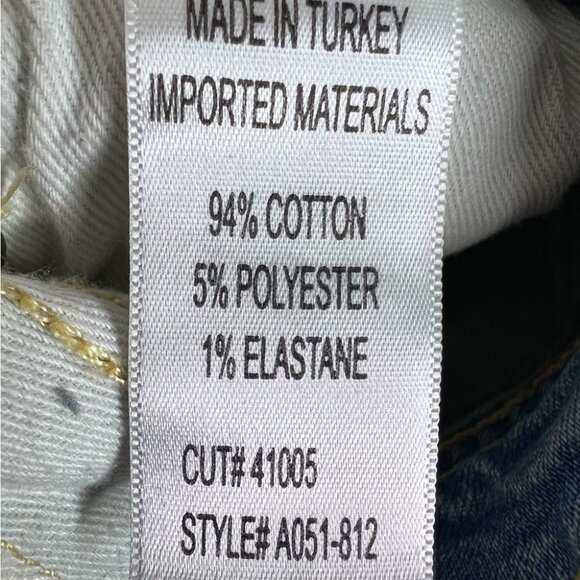 MADE IN TURKEY
IMPORTED MATERIALS
94% COTTON
5% POLYESTER
1% ELASTANE
CUT# 41005
STYLE# A051-812